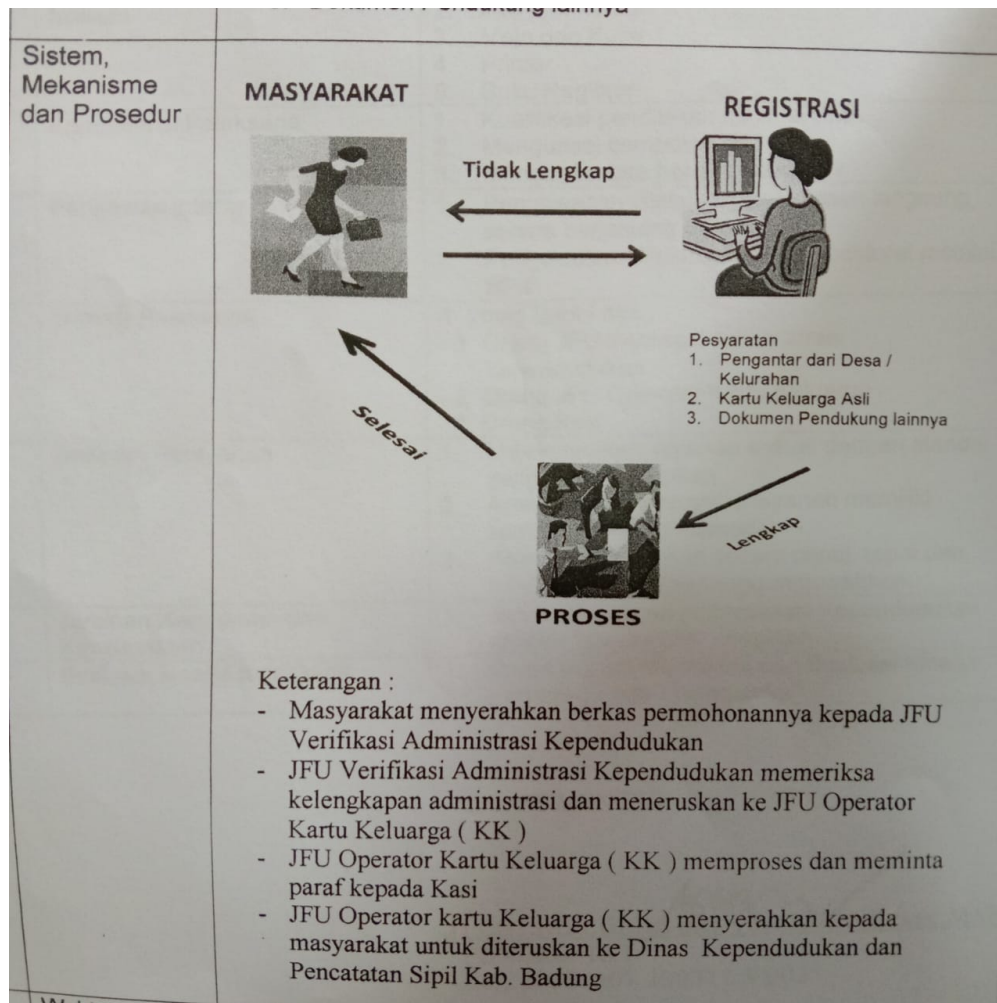 Dokumen Pendukung lainnya
Sistem,
Mekanisme
dan Prosedur
MASYARAKAT
REGISTRASI
Tidak Lengkap
Pesyaratan
1. Pengantar dari Desa /
Kelurahan
2. Kartu Keluarga Asli
3. Dokumen Pendukung lainnya
Selesai
Lengkap
PROSES
Keterangan :
- Masyarakat menyerahkan berkas permohonannya kepada JFU
Verifikasi Administrasi Kependudukan
- JFU Verifikasi Administrasi Kependudukan memeriksa
kelengkapan administrasi dan meneruskan ke JFU Operator
Kartu Keluarga ( KK )
- JFU Operator Kartu Keluarga ( KK ) memproses dan meminta
paraf kepada Kasi
- JFU Operator kartu Keluarga ( KK ) menyerahkan kepada
masyarakat untuk diteruskan ke Dinas Kependudukan dan
Pencatatan Sipil Kab. Badung